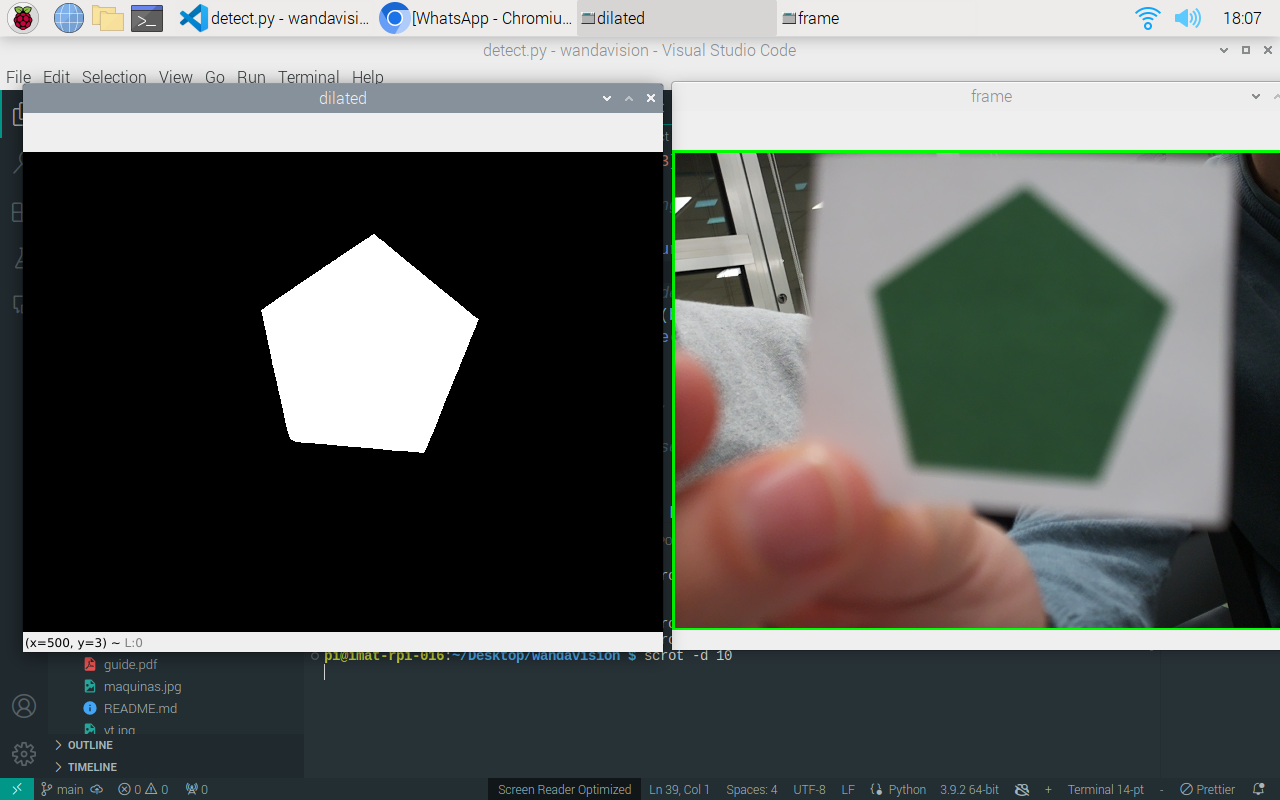 detect.py - wandavisi... [WhatsApp - Chromiu... dilated frame 18:07
detect.py - wandavision - Visual Studio Code
File Edit Selection View Go Run Terminal Help
dilated
frame
(x=500, y=3) ~ L:0
pi@imat-rpi-016:~/Desktop/wandavision $ scrot -d 10
guide.pdf
maquinas.jpg
README.md
vt.jpg
OUTLINE
TIMELINE
main 0 0 0 Screen Reader Optimized Ln 39, Col 1 Spaces: 4 UTF-8 LF Python 3.9.2 64-bit + Terminal 14-pt - Prettier